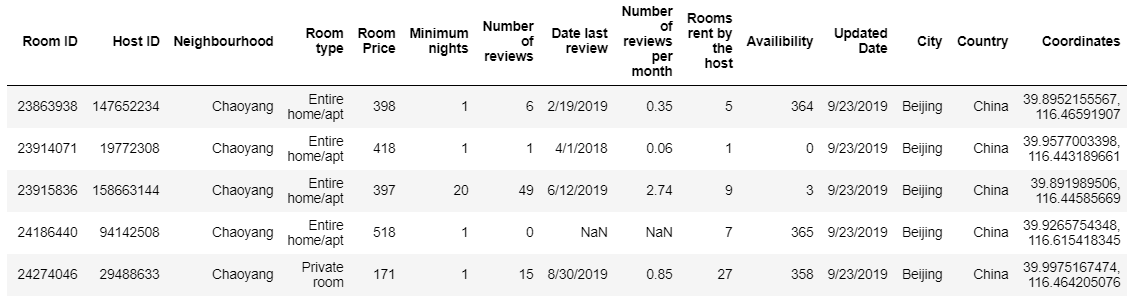 Room ID Host ID Neighbourhood Room type Room Price Minimum nights Number of reviews Date last review Number of reviews per month Rooms rent by the host Availibility Updated Date City Country Coordinates
23863938 147652234 Chaoyang Entire home/apt 398 1 6 2/19/2019 0.35 5 364 9/23/2019 Beijing China 39.8952155567, 116.46591907
23914071 19772308 Chaoyang Entire home/apt 418 1 1 4/1/2018 0.06 1 0 9/23/2019 Beijing China 39.9577003398, 116.443189661
23915836 158663144 Chaoyang Entire home/apt 397 20 49 6/12/2019 2.74 9 3 9/23/2019 Beijing China 39.891989506, 116.44585669
24186440 94142508 Chaoyang Entire home/apt 518 1 0 NaN NaN 7 365 9/23/2019 Beijing China 39.9265754348, 116.615418345
24274046 29488633 Chaoyang Private room 171 1 15 8/30/2019 0.85 27 358 9/23/2019 Beijing China 39.9975167474, 116.464205076